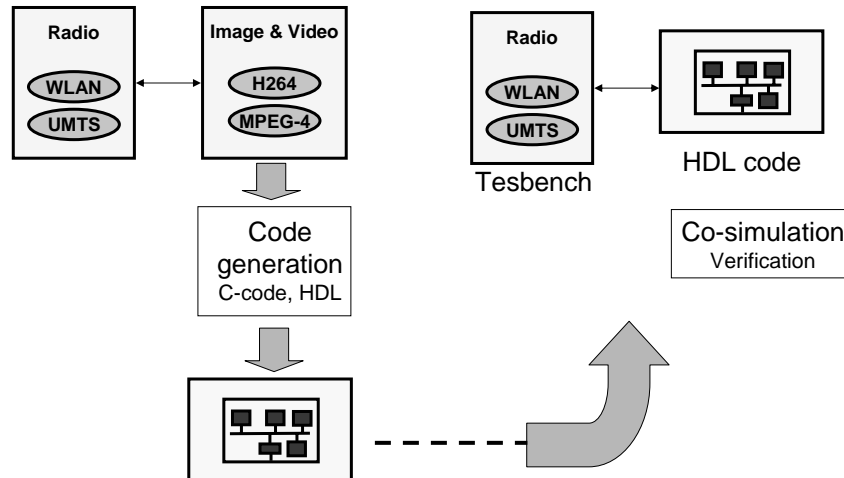 Radio
WLAN
UMTS
Image & Video
H264
MPEG-4
Code
generation
C-code, HDL
Radio
WLAN
UMTS
Tesbench
HDL code
Co-simulation
Verification